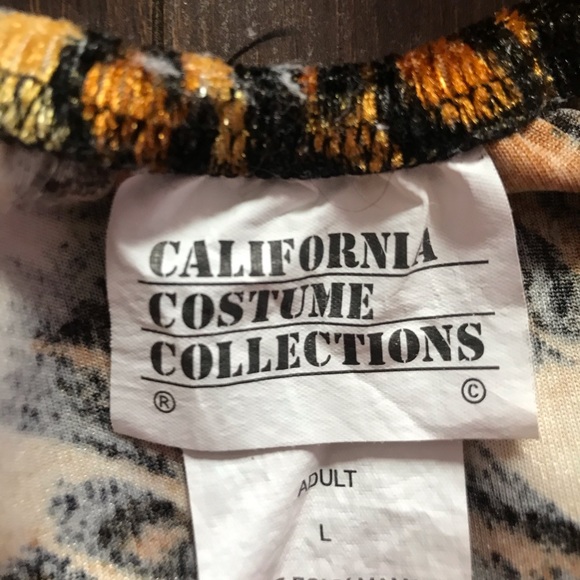 CALIFORNIA
COSTUME
COLLECTIONS
® ©
ADULT
L